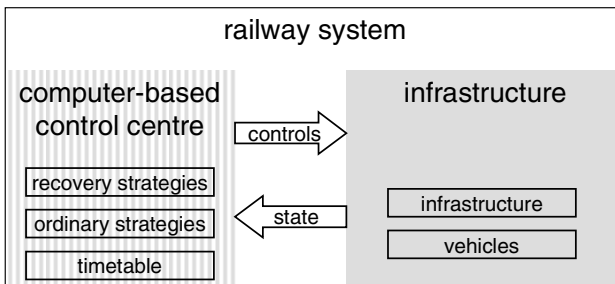 railway system
computer-based
control centre
recovery strategies
ordinary strategies
timetable
controls
state
infrastructure
infrastructure
vehicles